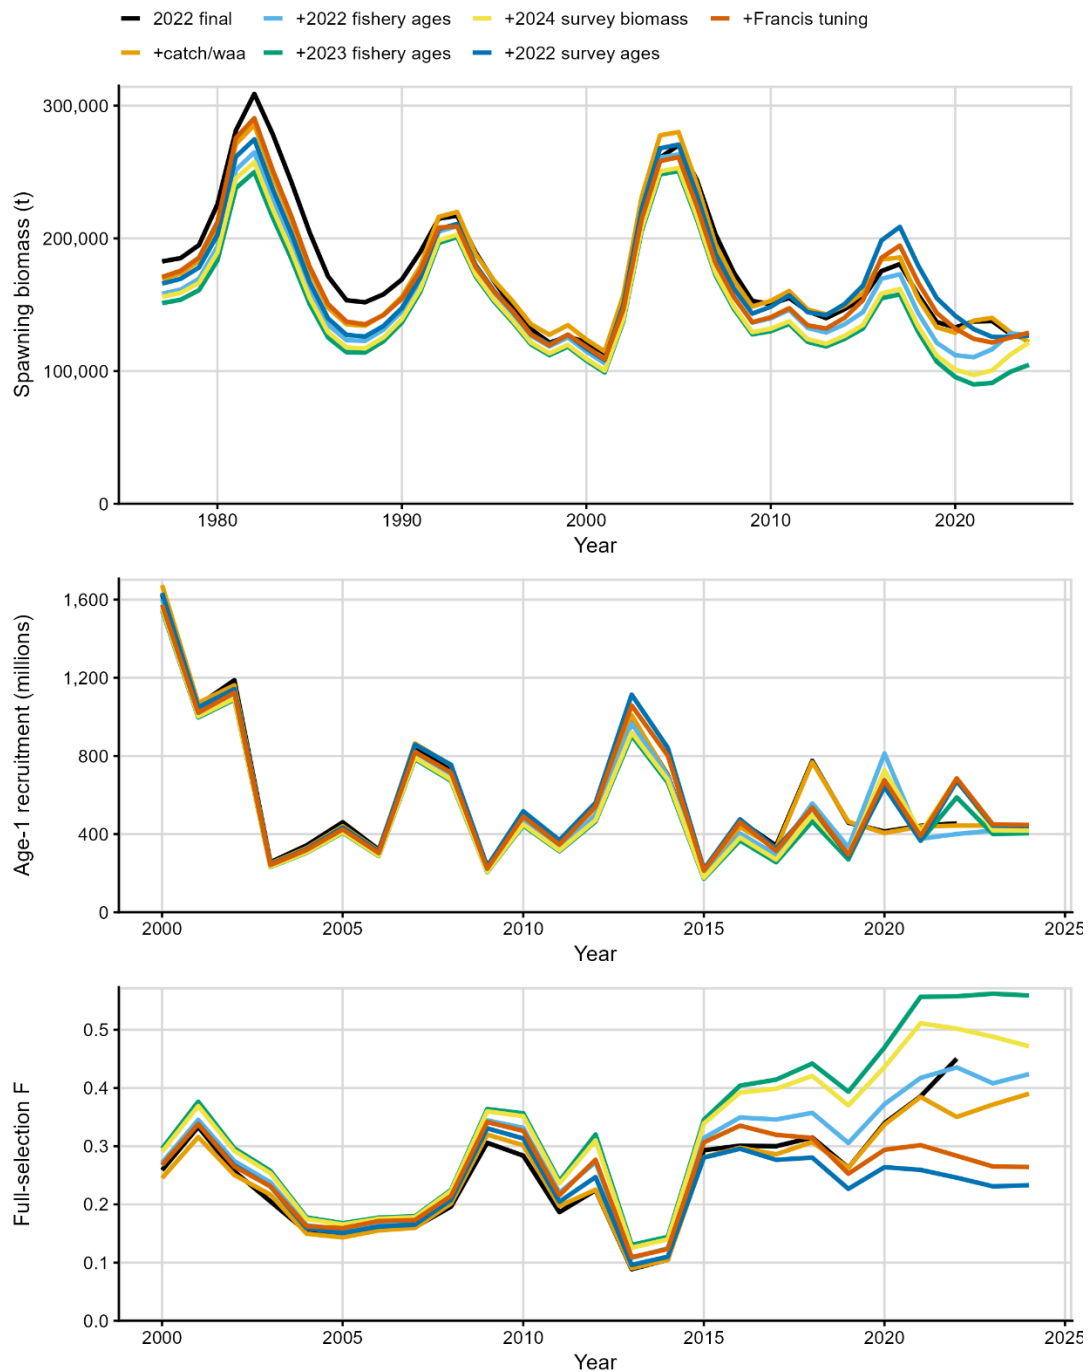 2022 final +2022 fishery ages +2024 survey biomass +Francis tuning
+catch/waa +2023 fishery ages +2022 survey ages
300,000
200,000
100,000
0
Spawning biomass (t)
1980 1990 2000 2010 2020
Year
1,600
1,200
800
400
0
Age-1 recruitment (millions)
2000 2005 2010 2015 2020 2025
Year
0.5
0.4
0.3
0.2
0.1
0.0
Full-selection F
2000 2005 2010 2015 2020 2025
Year